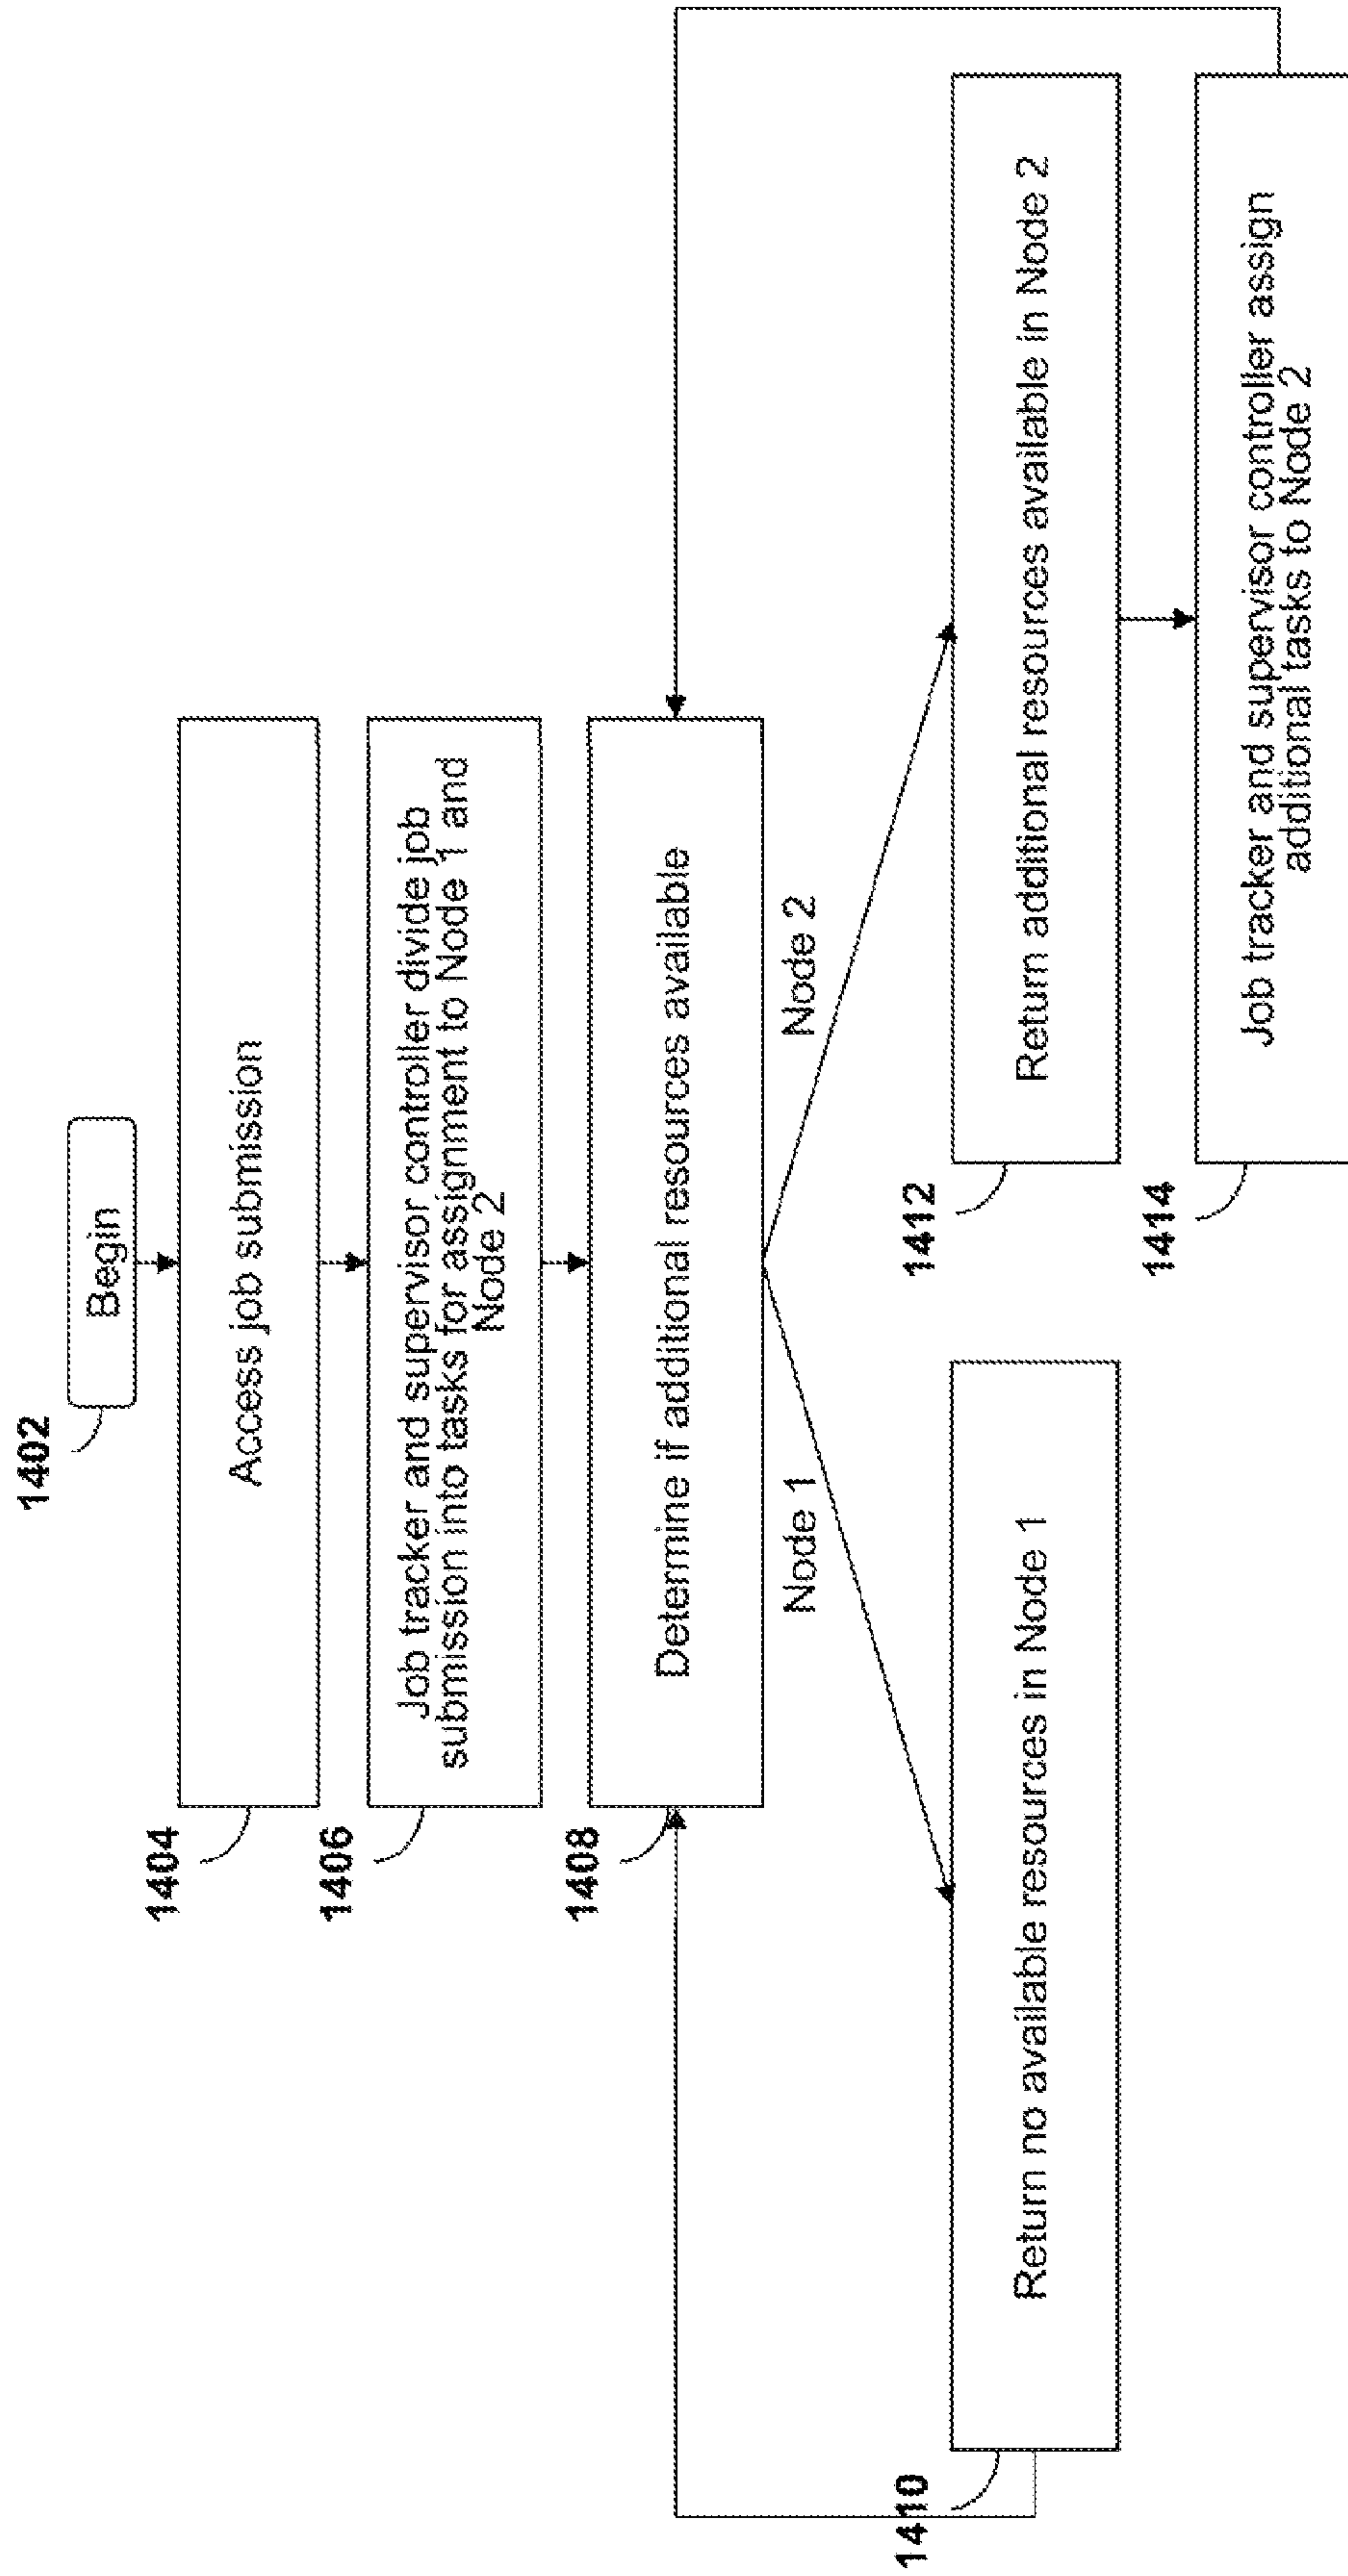 1402
Begin
1404
Access job submission
1406
Job tracker and supervisor controller divide job
submission into tasks for assignment to Node 1 and
Node 2
1408
Determine if additional resources available
Node 1
Node 2
1410
Return no available resources in Node 1
1412
Return additional resources available in Node 2
1414
Job tracker and supervisor controller assign
additional tasks to Node 2